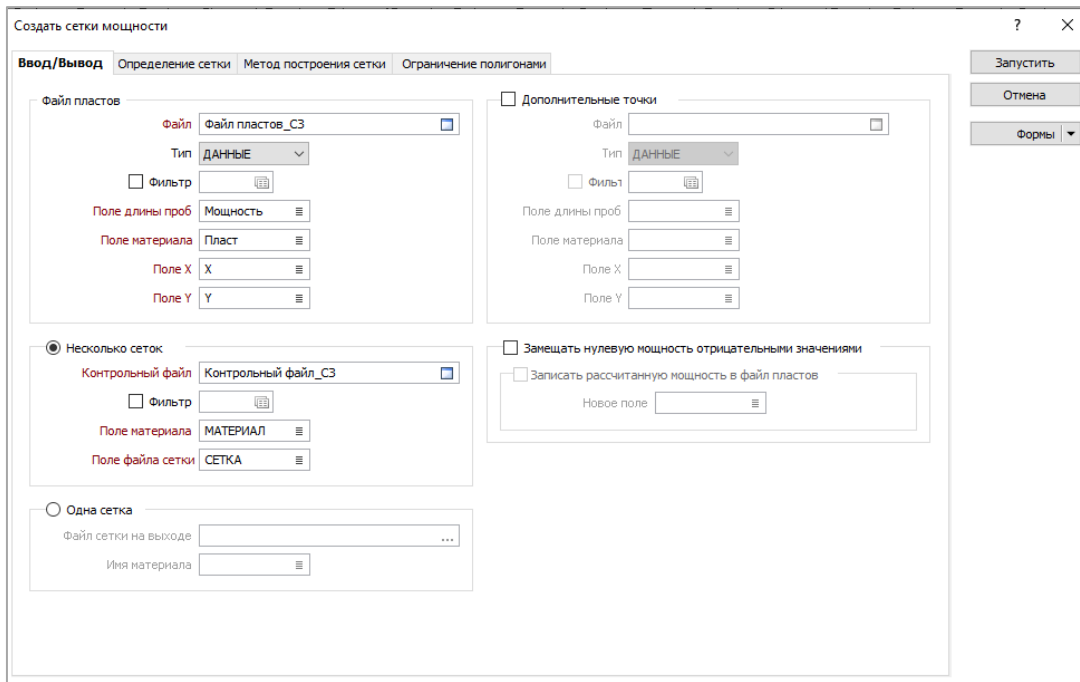 Создать сетки мощности
?
Ввод/Вывод Определение сетки Метод построения сетки Ограничение полигонами
Запустить
Отмена
Формы
Файл пластов
Файл Файл пластов_СЗ
Тип ДАННЫЕ
Фильтр
Поле длины проб Мощность
Поле материала Пласт
Поле X X
Поле Y Y
Дополнительные точки
Файл
Тип ДАННЫЕ
Фильт
Поле длины проб
Поле материала
Поле X
Поле Y
Несколько сеток
Контрольный файл Контрольный файл_СЗ
Фильтр
Поле материала МАТЕРИАЛ
Поле файла сетки СЕТКА
Замещать нулевую мощность отрицательными значениями
Записать рассчитанную мощность в файл пластов
Новое поле
Одна сетка
Файл сетки на выходе ...
Имя материала